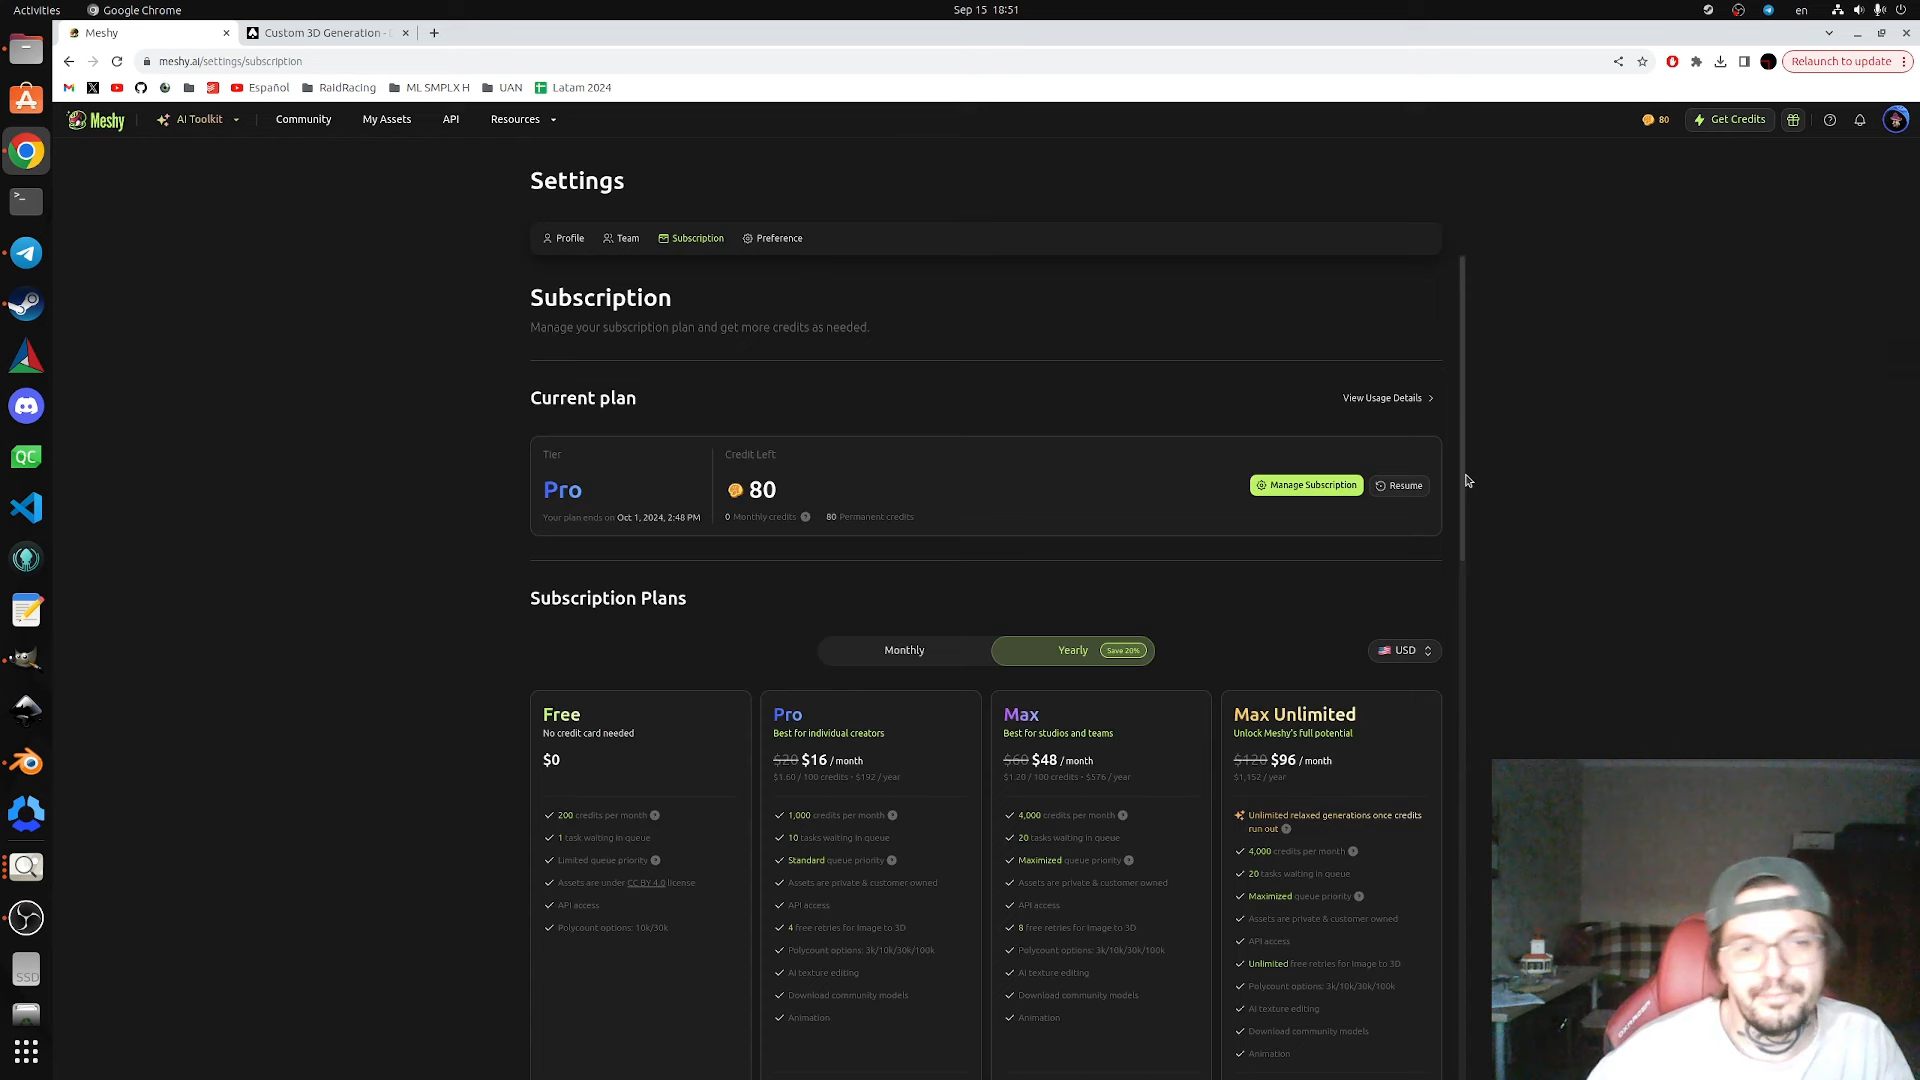 Activities
Google Chrome
Sep 15 18:51
en
Meshy
Custom 3D Generation -
meshy.ai/settings/subscription
Relaunch to update
Español
RaidRacing
ML SMPLX H
UAN
Latam 2024
Meshy
AI Toolkit
Community
My Assets
API
Resources
80
Get Credits
Settings
Profile
Team
Subscription
Preference
Subscription
Manage your subscription plan and get more credits as needed.
Current plan
View Usage Details
Tier
Credit Left
Pro
80
Manage Subscription
Resume
Your plan ends on Oct 1, 2024, 2:48 PM
0 Monthly credits
80 Permanent credits
Subscription Plans
Monthly
Yearly
Save 20%
USD
Free
No credit card needed
$0
200 credits per month
1 task waiting in queue
Limited queue priority
Assets are under CC BY 4.0 license
API access
Polycount options: 10k/30k
Pro
Best for individual creators
$20 $16 / month
$1.60 / 100 credits • $192 / year
1,000 credits per month
10 tasks waiting in queue
Standard queue priority
Assets are private & customer owned
API access
4 free retries for Image to 3D
Polycount options: 3k/10k/30k/100k
AI texture editing
Download community models
Animation
Max
Best for studios and teams
$60 $48 / month
$1.20 / 100 credits • $576 / year
4,000 credits per month
20 tasks waiting in queue
Maximized queue priority
Assets are private & customer owned
API access
8 free retries for Image to 3D
Polycount options: 3k/10k/30k/100k
AI texture editing
Download community models
Animation
Max Unlimited
Unlock Meshy's full potential
$120 $96 / month
$1,152 / year
Unlimited relaxed generations once credits
run out
4,000 credits per month
20 tasks waiting in queue
Maximized queue priority
Assets are private & customer owned
API access
Unlimited free retries for Image to 3D
Polycount options: 3k/10k/30k/100k
AI texture editing
Download community models
Animation
QC
SSD